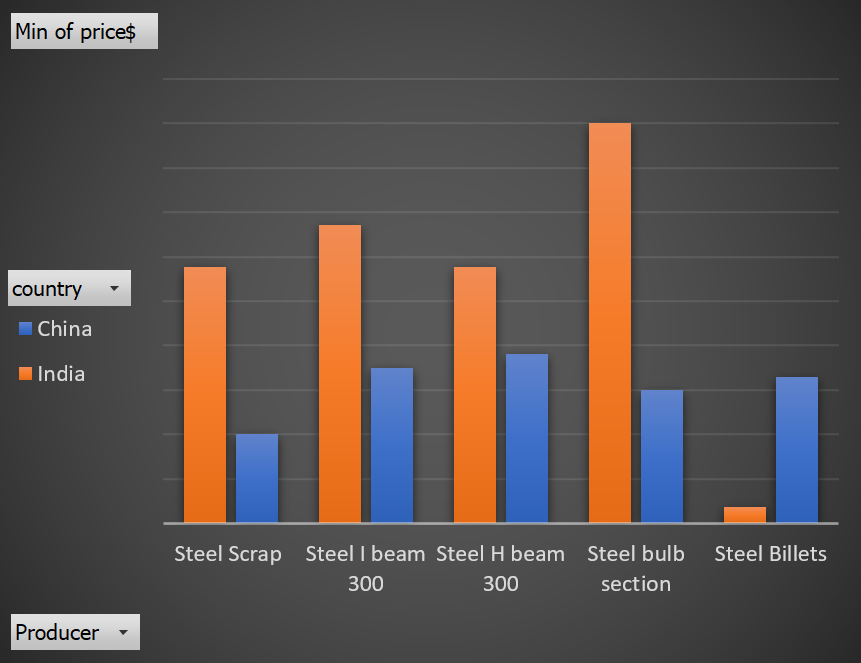 Min of price$
country
China
India
Steel Scrap
Steel I beam
300
Steel H beam
300
Steel bulb
section
Steel Billets
Producer